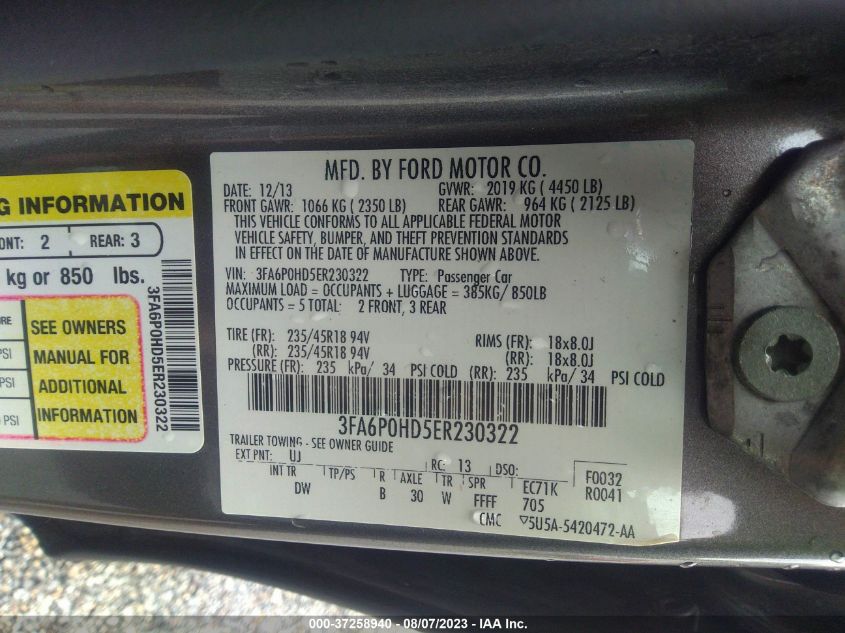 G INFORMATION
ONT: 2 REAR: 3
kg or 850 lbs.
SEE OWNERS
MANUAL FOR
ADDITIONAL
INFORMATION
PSI
PSI
PSI
3FA6P0HD5ER230322
MFD. BY FORD MOTOR CO.
DATE: 12/13 GVWR: 2019 KG ( 4450 LB)
FRONT GAWR: 1066 KG ( 2350 LB) REAR GAWR: 964 KG ( 2125 LB)
THIS VEHICLE CONFORMS TO ALL APPLICABLE FEDERAL MOTOR
VEHICLE SAFETY, BUMPER, AND THEFT PREVENTION STANDARDS
IN EFFECT ON THE DATE OF MANUFACTURE SHOWN ABOVE.
VIN: 3FA6P0HD5ER230322 TYPE: Passenger Car
MAXIMUM LOAD = OCCUPANTS + LUGGAGE = 385KG/ 850LB
OCCUPANTS = 5 TOTAL: 2 FRONT, 3 REAR
TIRE (FR): 235/45R18 94V RIMS (FR): 18x8.0J
(RR): 235/45R18 94V (RR): 18x8.0J
PRESSURE (FR): 235 kPa/ 34 PSI COLD (RR): 235 kPa/ 34 PSI COLD
3FA6P0HD5ER230322
TRAILER TOWING - SEE OWNER GUIDE
EXT PNT: UJ RC: 13 DSO: F0032
INT TR TP/PS R AXLE TR SPR EC71K R0041
DW B 30 W FFFF 705
CMC ▽5U5A-5420472-AA
000-37258940 - 08/07/2023 - IAAI.com